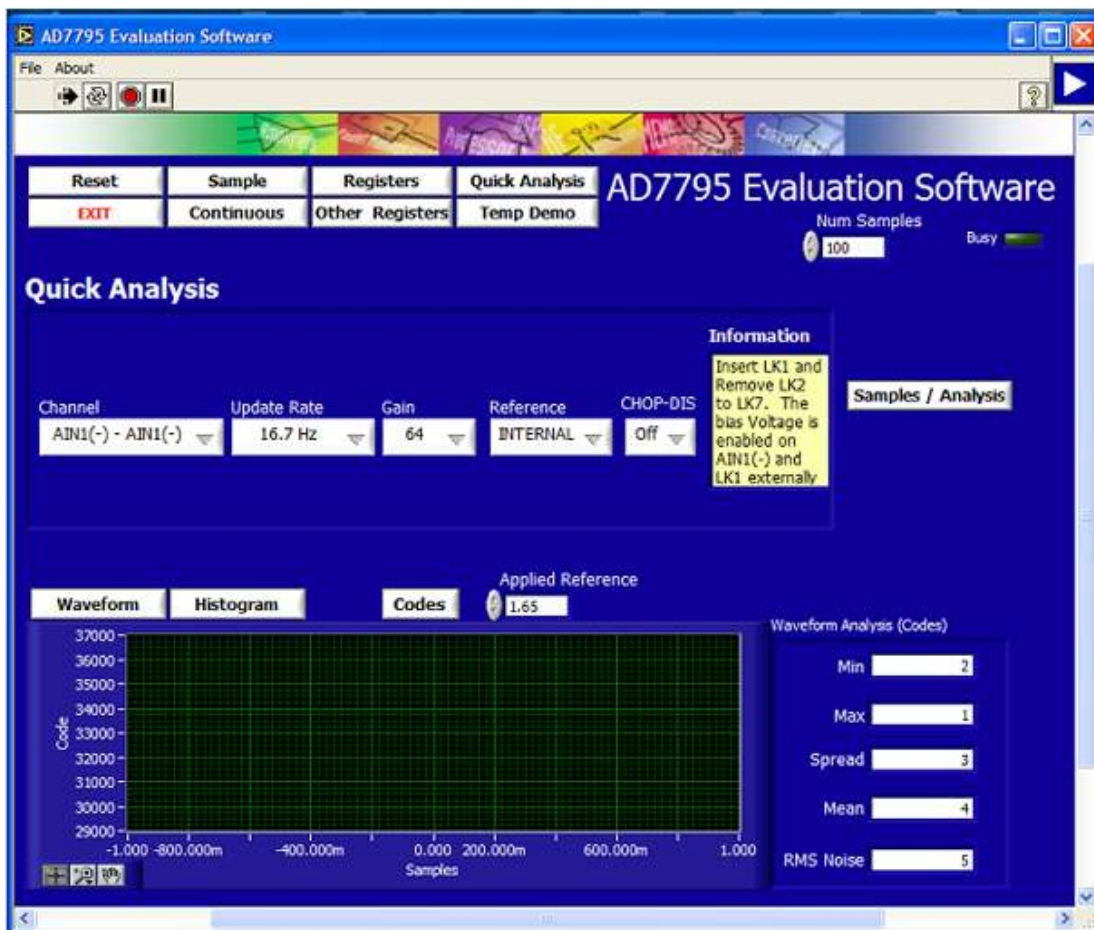 AD7795 Evaluation Software
File About
Reset Sample Registers Quick Analysis
EXIT Continuous Other Registers Temp Demo
AD7795 Evaluation Software
Num Samples
100
Busy
Quick Analysis
Channel
AIN1(-) - AIN1(-)
Update Rate
16.7 Hz
Gain
64
Reference
INTERNAL
CHOP-DIS
Off
Information
Insert LK1 and
Remove LK2
to LK7. The
bias Voltage is
enabled on
AIN1(-) and
LK1 externally
Samples / Analysis
Waveform Histogram Codes
Applied Reference
1.65
37000
36000
35000
34000
33000
32000
31000
30000
29000
Code
-1.000 -800.000m -400.000m 0.000 200.000m 600.000m 1.000
Samples
Waveform Analysis (Codes)
Min 2
Max 1
Spread 3
Mean 4
RMS Noise 5